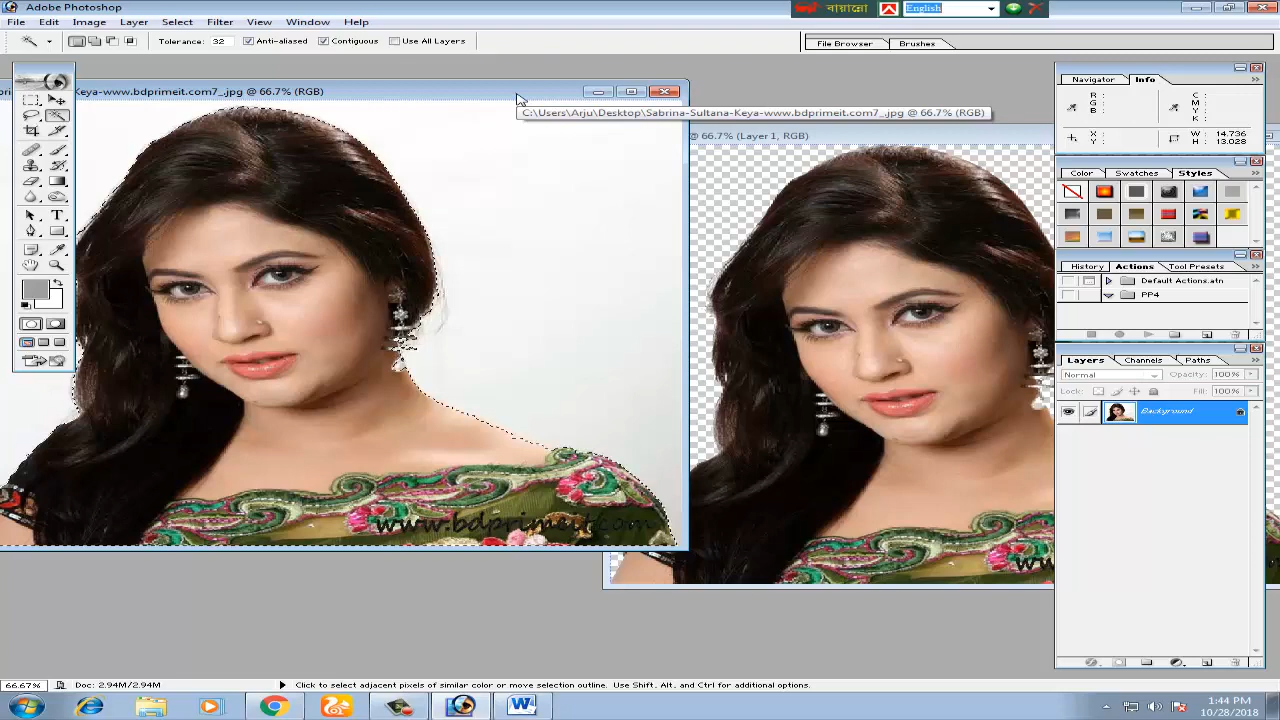 Adobe Photoshop
বায়ান্নো English
File Edit Image Layer Select Filter View Window Help
Tolerance: 32 Anti-aliased Contiguous Use All Layers
File Browser Brushes
Keya-www.bdprimeit.com7_.jpg @ 66.7% (RGB)
C:\Users\Arju\Desktop\Sabrina-Sultana-Keya-www.bdprimeit.com7_.jpg @ 66.7% (RGB)
@ 66.7% (Layer 1, RGB)
Navigator Info
R: C:
G: M:
B: Y:
K:
X: W: 15.736
Y: H: 13.028
Color Swatches Styles
History Actions Tool Presets
Default Actions.atn
PP4
Layers Channels Paths
Normal Opacity: 100%
Lock: Fill: 100%
Background
www.bdprimeit.com
66.67% Doc: 2.94M/2.94M Click to select adjacent pixels of similar color or move selection outline. Use Shift, Alt, and Ctrl for additional options.
1:44 PM
10/28/2018